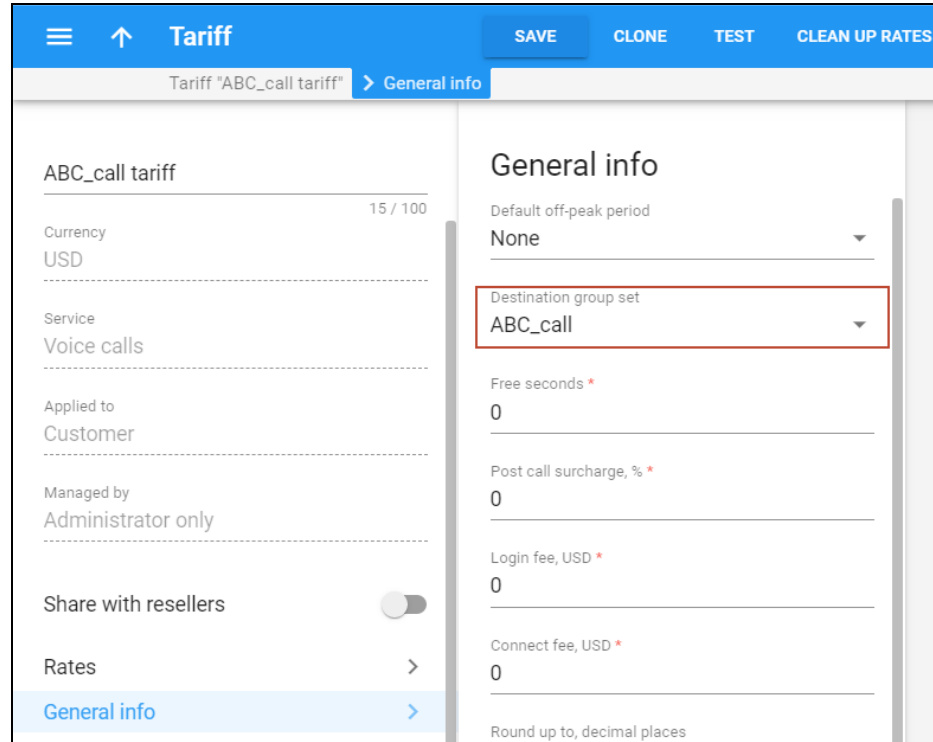 Tariff
SAVE
CLONE
TEST
CLEAN UP RATES
Tariff "ABC_call tariff"
General info
ABC_call tariff
15 / 100
Currency
USD
Service
Voice calls
Applied to
Customer
Managed by
Administrator only
Share with resellers
Rates
General info
General info
Default off-peak period
None
Destination group set
ABC_call
Free seconds *
0
Post call surcharge, % *
0
Login fee, USD *
0
Connect fee, USD *
0
Round up to, decimal places